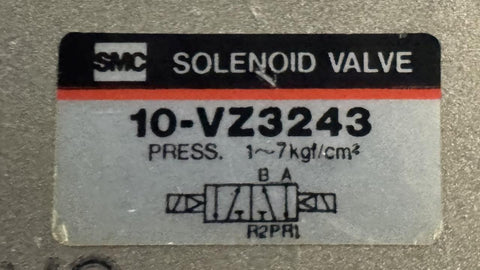 SMC SOLENOID VALVE
10-VZ3243
PRESS. 1~7kgf/cm²
B A
R2PR1